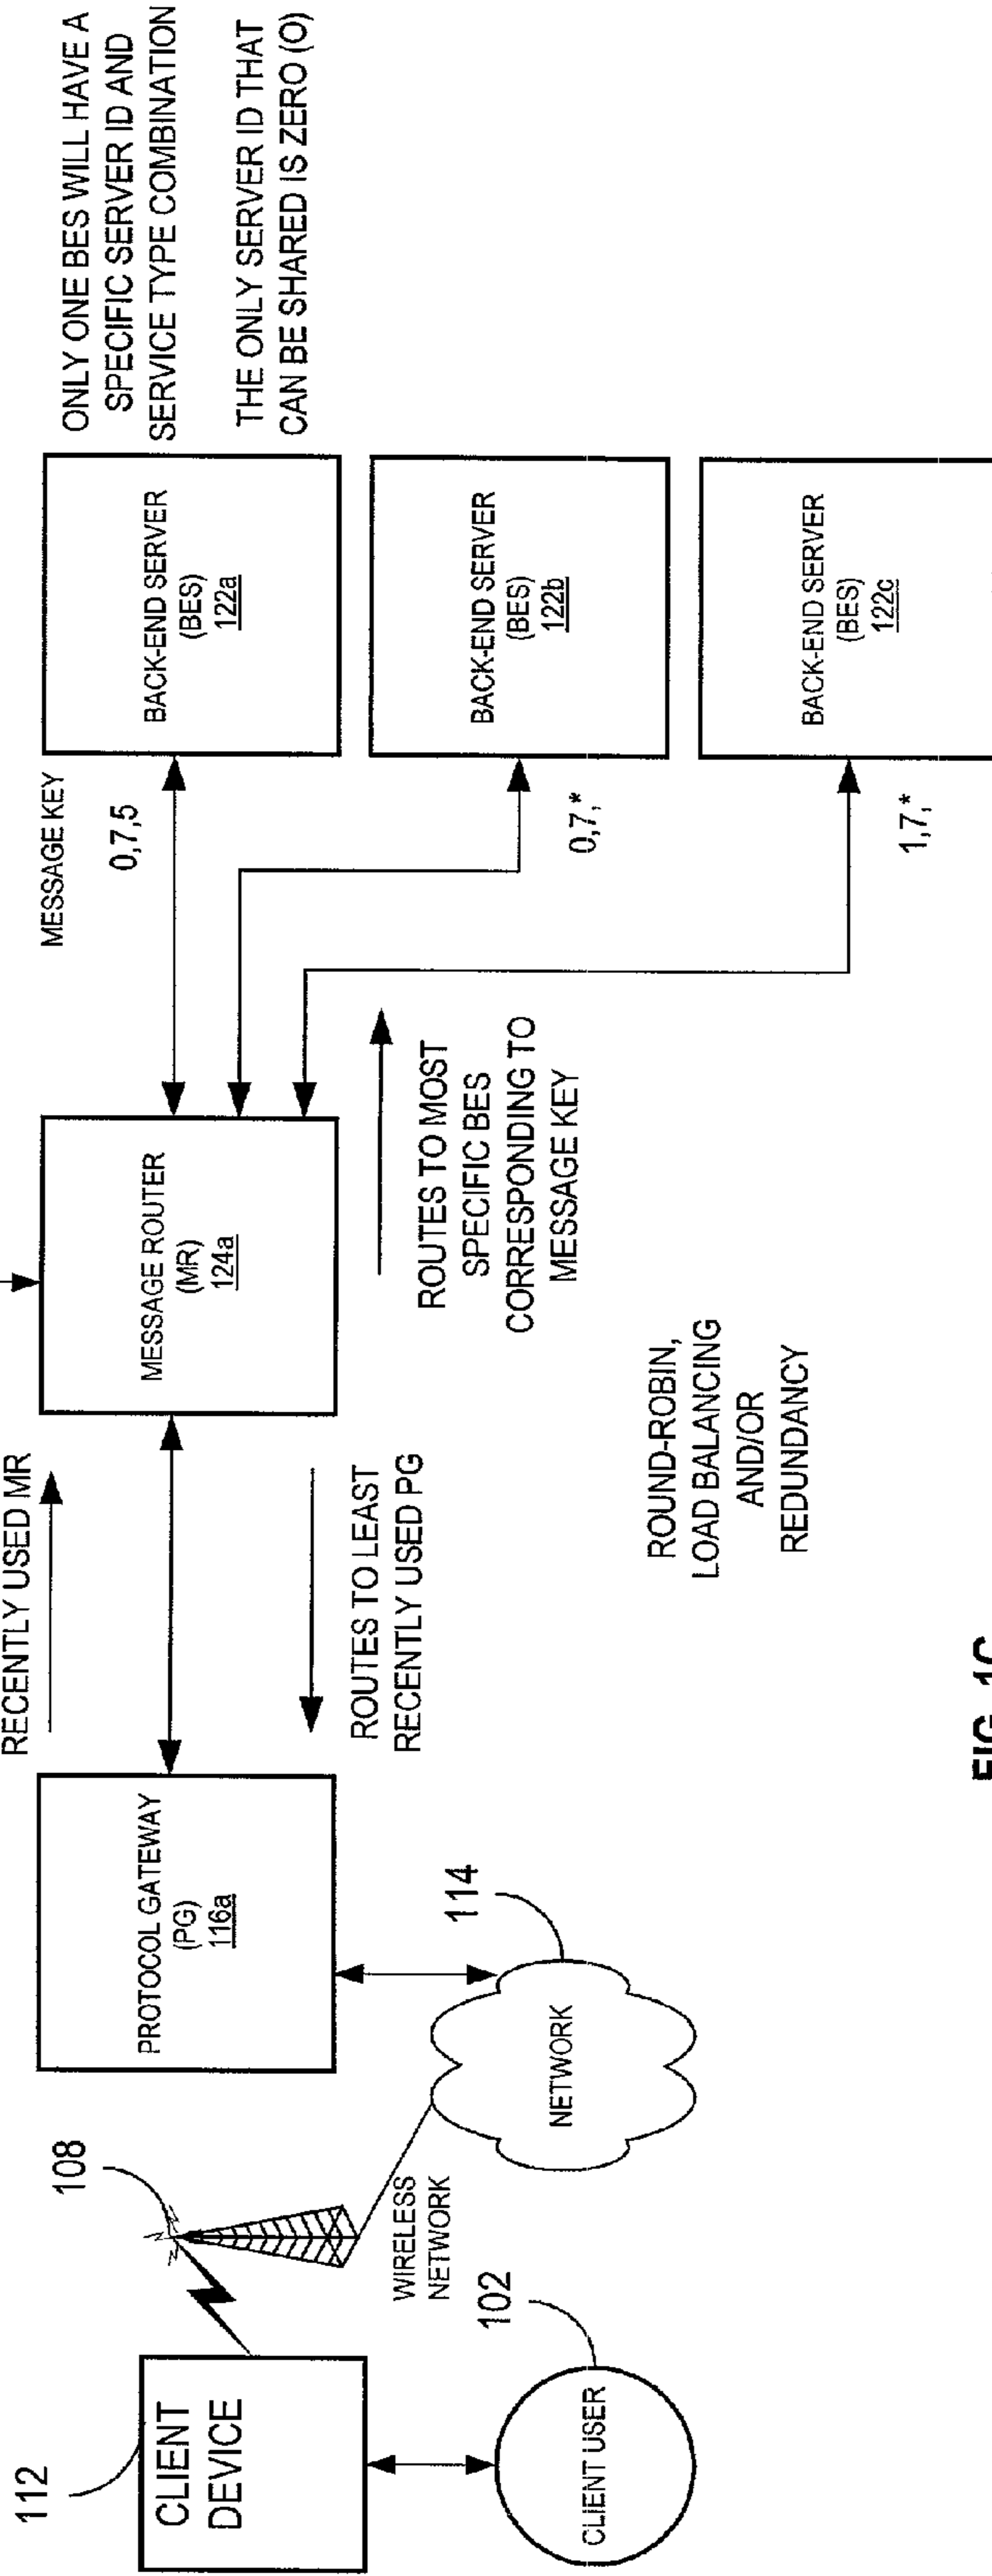 ONLY ONE BES WILL HAVE A
SPECIFIC SERVER ID AND
SERVICE TYPE COMBINATION
THE ONLY SERVER ID THAT
CAN BE SHARED IS ZERO (O)
RECENTLY USED MR
MESSAGE KEY
0,7,5
PROTOCOL GATEWAY
(PG)
116a
MESSAGE ROUTER
(MR)
124a
BACK-END SERVER
(BES)
122a
ROUTES TO LEAST
RECENTLY USED PG
ROUTES TO MOST
SPECIFIC BES
CORRESPONDING TO
MESSAGE KEY
BACK-END SERVER
(BES)
122b
0,7,*
112
CLIENT
DEVICE
108
WIRELESS
NETWORK
114
NETWORK
102
CLIENT USER
ROUND-ROBIN,
LOAD BALANCING
AND/OR
REDUNDANCY
BACK-END SERVER
(BES)
122c
1,7,*
FIG. 1C